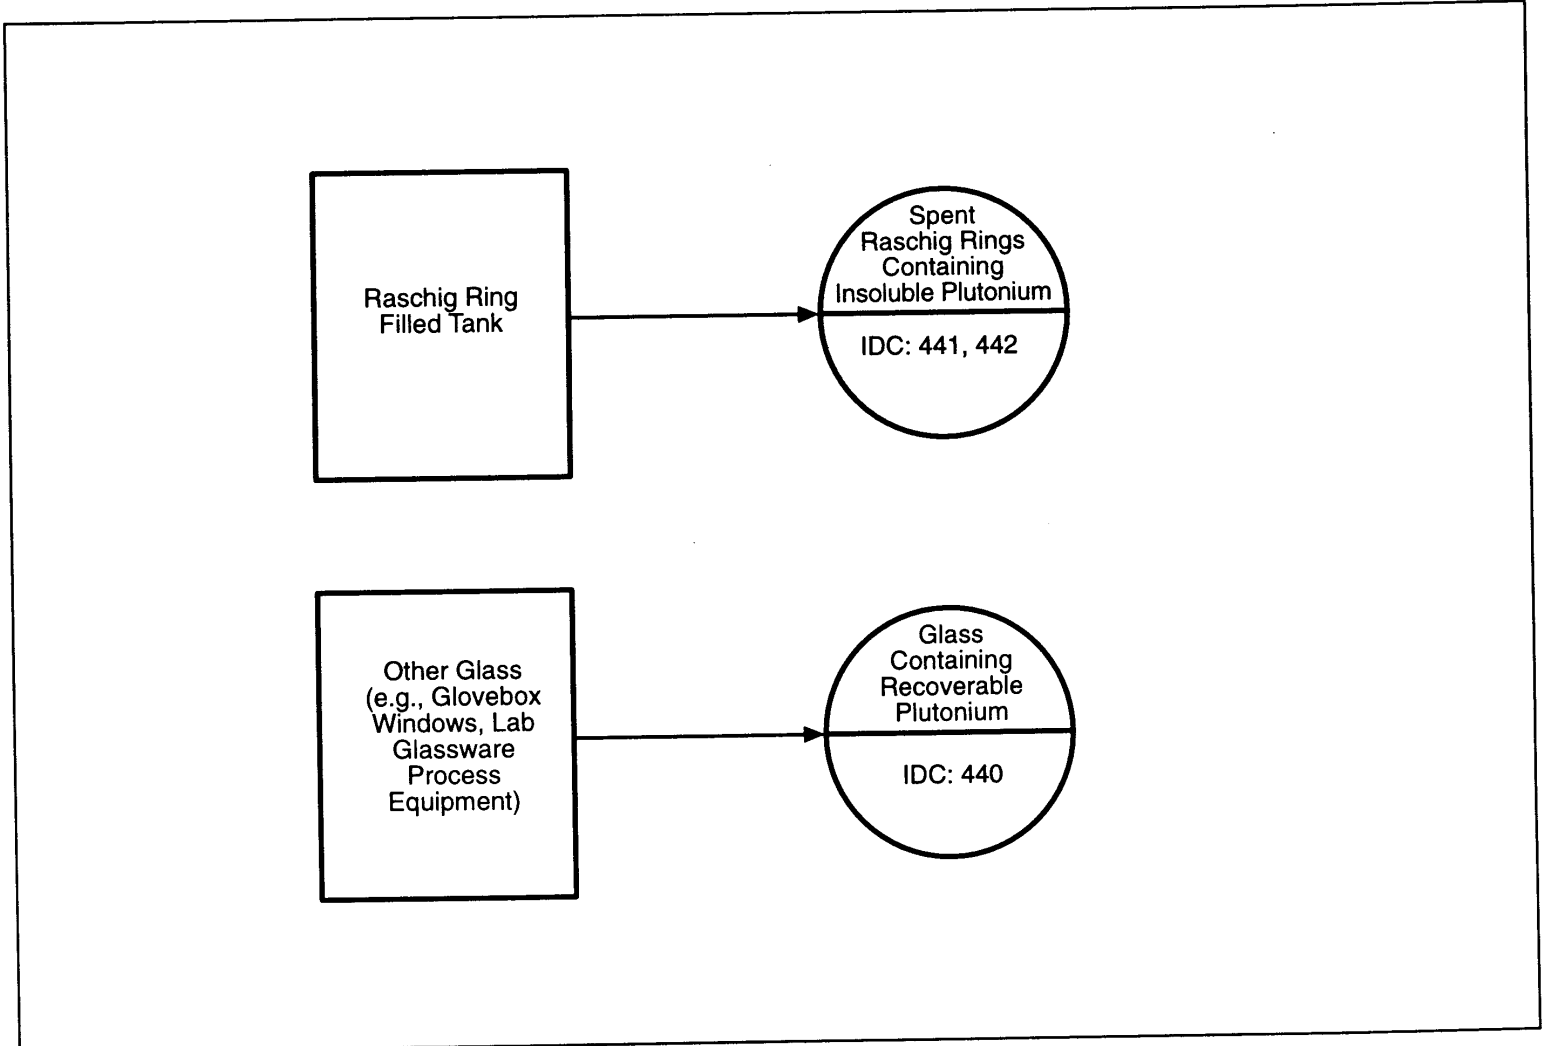 Raschig Ring
Filled Tank
Spent
Raschig Rings
Containing
Insoluble Plutonium
IDC: 441, 442
Other Glass
(e.g., Glovebox
Windows, Lab
Glassware
Process
Equipment)
Glass
Containing
Recoverable
Plutonium
IDC: 440